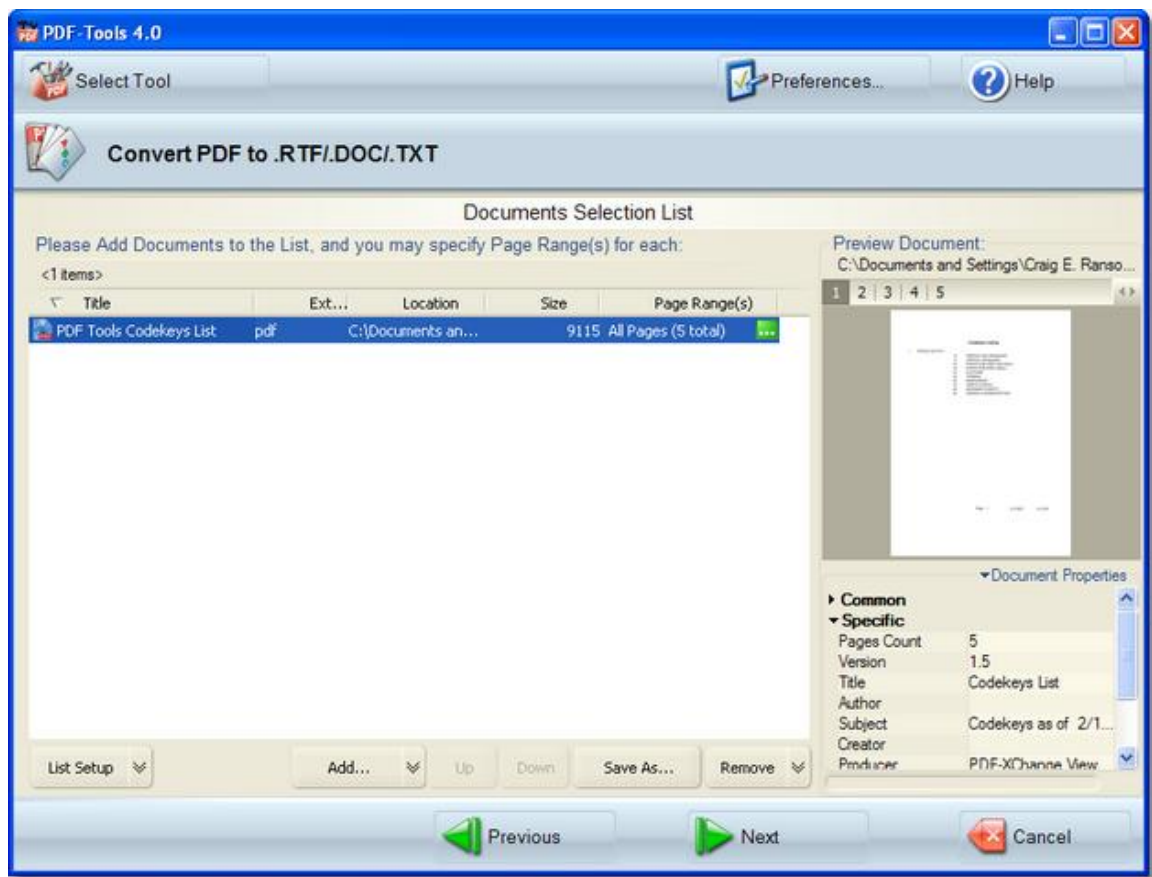 PDF-Tools 4.0
Select Tool Preferences... Help
Convert PDF to .RTF/.DOC/.TXT
Documents Selection List
Please Add Documents to the List, and you may specify Page Range(s) for each:
<1 items>
Title Ext... Location Size Page Range(s)
PDF Tools Codekeys List pdf C:\Documents an... 9115 All Pages (5 total) ...
Preview Document:
C:\Documents and Settings\Craig E. Ranso...
1 2 3 4 5
Document Properties
Common
Specific
Pages Count 5
Version 1.5
Title Codekeys List
Author
Subject Codekeys as of 2/1...
Creator
Producer PDF-XChange View
List Setup Add... Up Down Save As... Remove
Previous Next Cancel